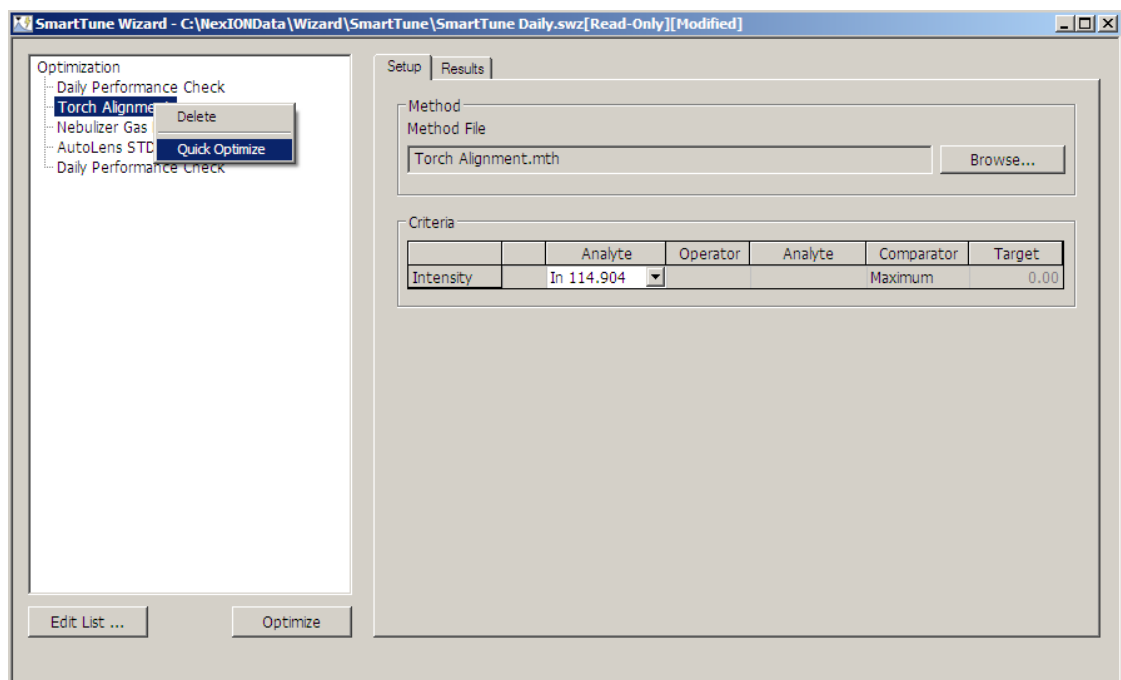 SmartTune Wizard - C:\NexIONData\Wizard\SmartTune\SmartTune Daily.swz[Read-Only][Modified]
Optimization
Daily Performance Check
Torch Alignme
Nebulizer Gas
AutoLens STD
Daily Performance Check
Delete
Quick Optimize
Edit List ...
Optimize
Setup
Results
Method
Method File
Torch Alignment.mth
Browse...
Criteria
Analyte Operator Analyte Comparator Target
Intensity In 114.904 Maximum 0.00